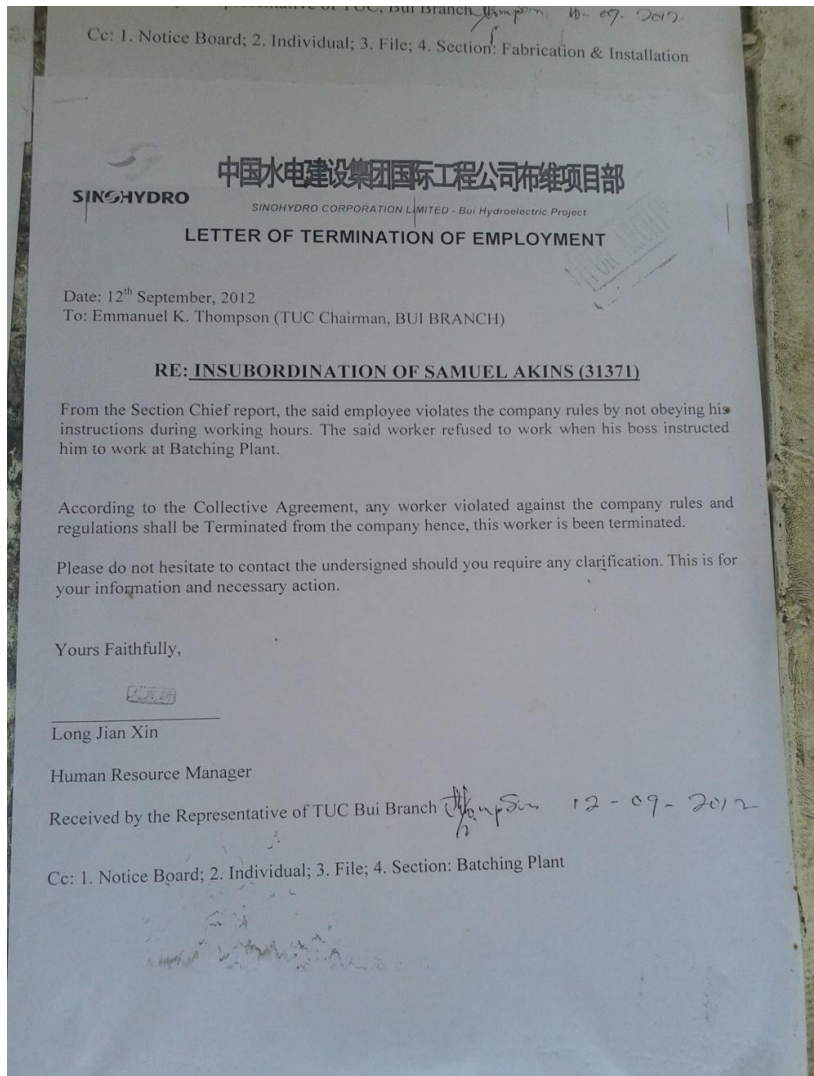 TUC, Bui Branch Thompson 10-09-2012
Cc: 1. Notice Board; 2. Individual; 3. File; 4. Section: Fabrication & Installation
SINOHYDRO
中国水电建设集团国际工程公司布维项目部
SINOHYDRO CORPORATION LIMITED - Bui Hydroelectric Project
LETTER OF TERMINATION OF EMPLOYMENT
Date: 12th September, 2012
To: Emmanuel K. Thompson (TUC Chairman, BUI BRANCH)
RE: INSUBORDINATION OF SAMUEL AKINS (31371)
From the Section Chief report, the said employee violates the company rules by not obeying his
instructions during working hours. The said worker refused to work when his boss instructed
him to work at Batching Plant.
According to the Collective Agreement, any worker violated against the company rules and
regulations shall be Terminated from the company hence, this worker is been terminated.
Please do not hesitate to contact the undersigned should you require any clarification. This is for
your information and necessary action.
Yours Faithfully,
Long Jian Xin
Human Resource Manager
Received by the Representative of TUC Bui Branch Thompson 12-09-2012
Cc: 1. Notice Board; 2. Individual; 3. File; 4. Section: Batching Plant